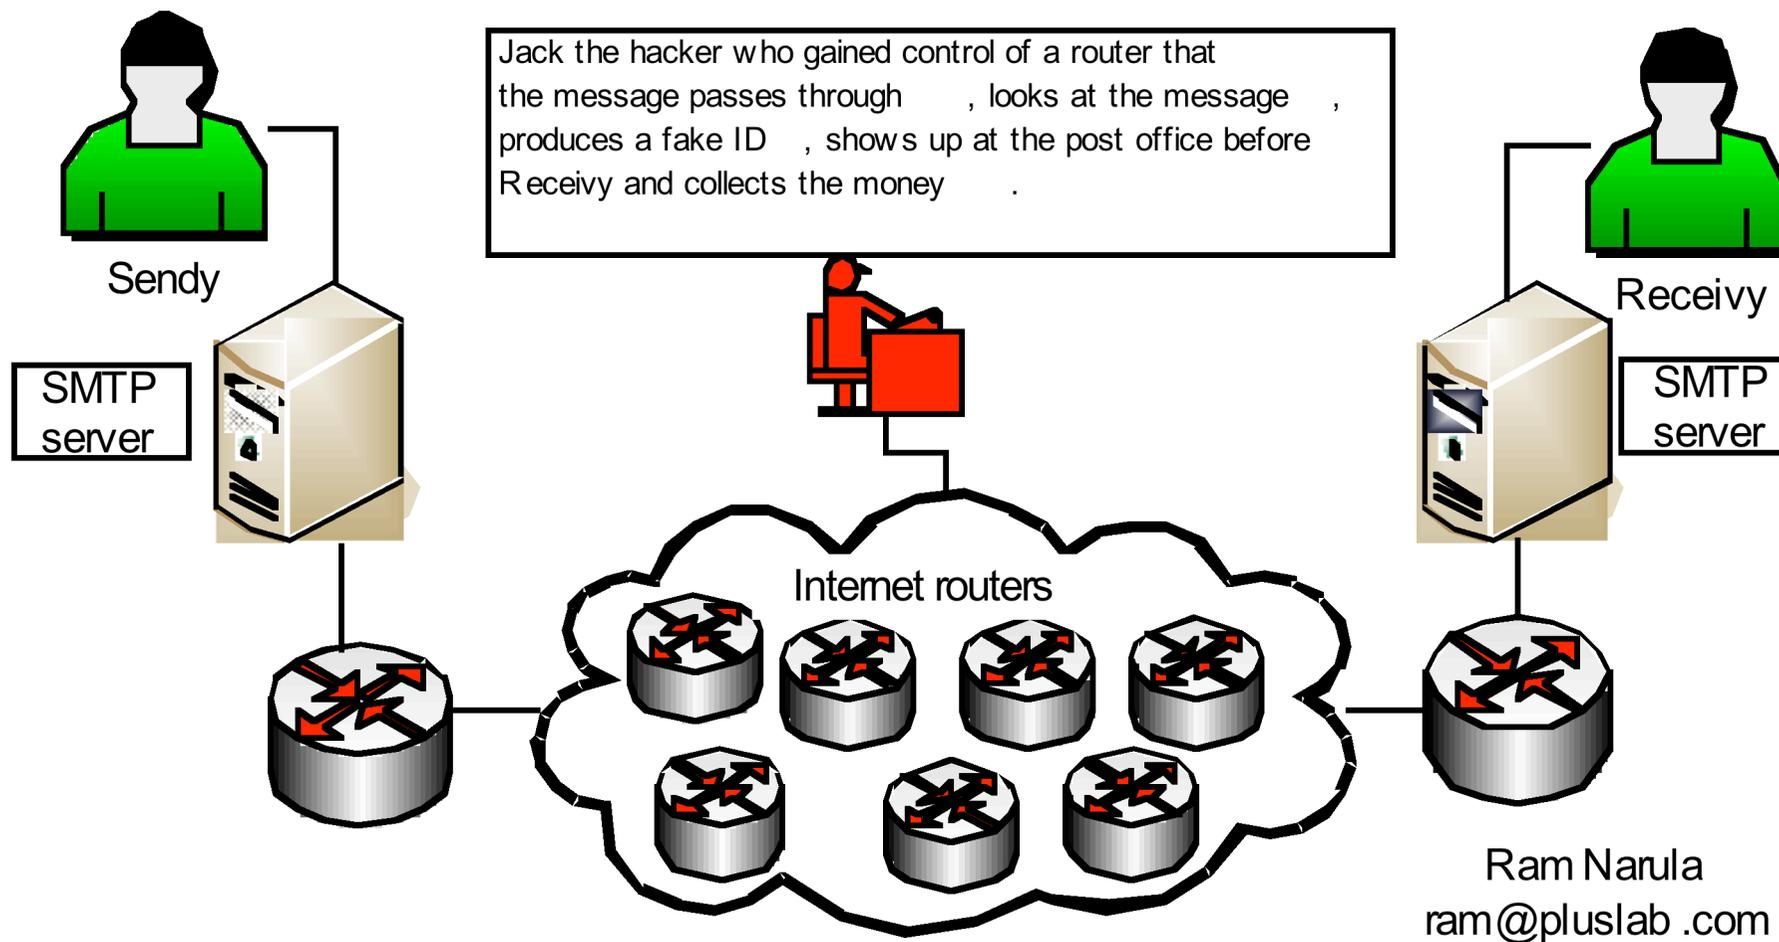 Jack the hacker who gained control of a router that
the message passes through , looks at the message ,
produces a fake ID , shows up at the post office before
Receivy and collects the money .
Sendy
Receivy
SMTP
server
SMTP
server
Internet routers
Ram Narula
ram@pluslab .com